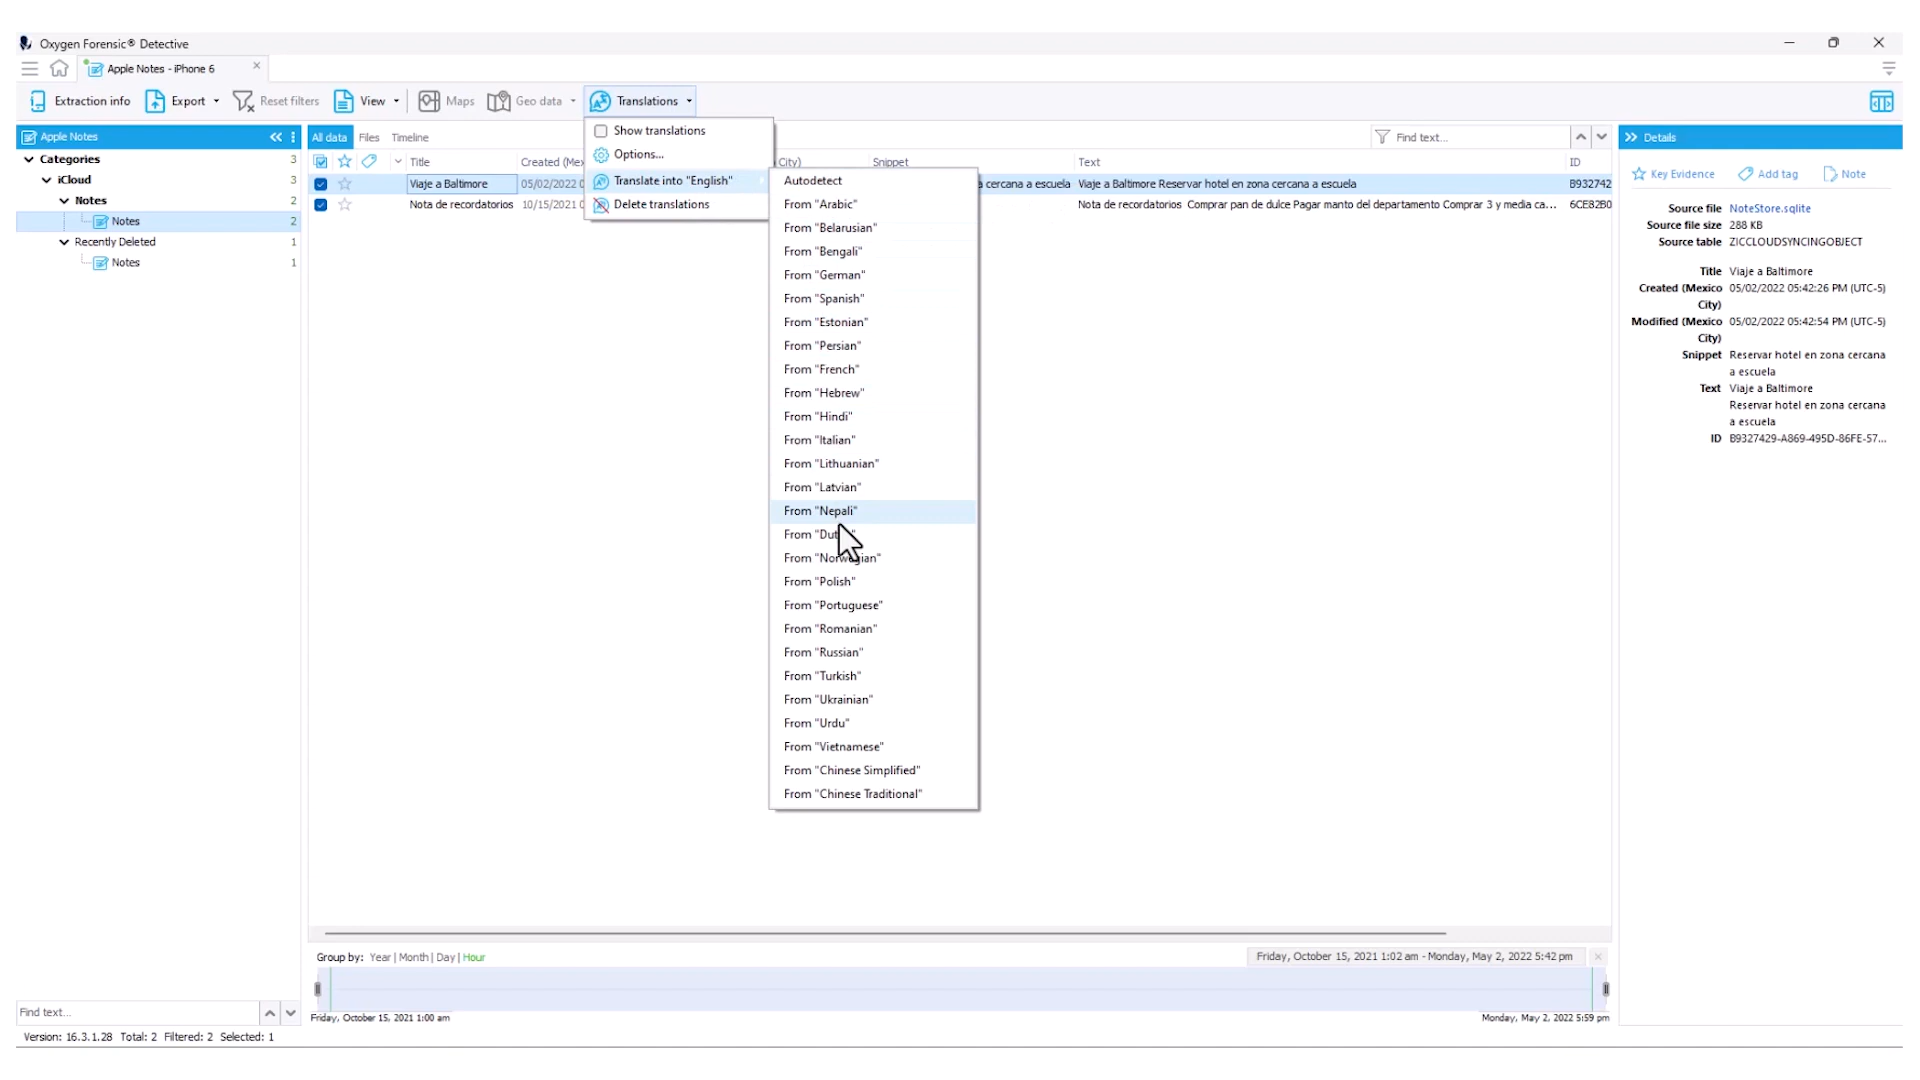 Oxygen Forensic® Detective
Apple Notes - iPhone 6
Extraction info Export Reset filters View Maps Geo data Translations
Apple Notes
Categories 3
iCloud 3
Notes 2
Notes 2
Recently Deleted 1
Notes 1
Find text...
All data Files Timeline
Find text...
Title Created (Mex City) Snippet Text ID
Viaje a Baltimore 05/02/2022 cercana a escuela Viaje a Baltimore Reservar hotel en zona cercana a escuela B932742
Nota de recordatorios 10/15/2021 Nota de recordatorios Comprar pan de dulce Pagar manto del departamento Comprar 3 y media ca... 6CE82B0
Show translations
Options...
Translate into "English"
Delete translations
Autodetect
From "Arabic"
From "Belarusian"
From "Bengali"
From "German"
From "Spanish"
From "Estonian"
From "Persian"
From "French"
From "Hebrew"
From "Hindi"
From "Italian"
From "Lithuanian"
From "Latvian"
From "Nepali"
From "Dut
From "Norwegian"
From "Polish"
From "Portuguese"
From "Romanian"
From "Russian"
From "Turkish"
From "Ukrainian"
From "Urdu"
From "Vietnamese"
From "Chinese Simplified"
From "Chinese Traditional"
Group by: Year | Month | Day | Hour
Friday, October 15, 2021 1:02 am - Monday, May 2, 2022 5:42 pm
Friday, October 15, 2021 1:00 am
Monday, May 2, 2022 5:59 pm
Details
Key Evidence Add tag Note
Source file NoteStore.sqlite
Source file size 288 KB
Source table ZICCLOUDSYNCINGOBJECT
Title Viaje a Baltimore
Created (Mexico 05/02/2022 05:42:26 PM (UTC-5)
City)
Modified (Mexico 05/02/2022 05:42:54 PM (UTC-5)
City)
Snippet Reservar hotel en zona cercana
a escuela
Text Viaje a Baltimore
Reservar hotel en zona cercana
a escuela
ID B9327429-A869-495D-86FE-57...
Version: 16.3.1.28 Total: 2 Filtered: 2 Selected: 1